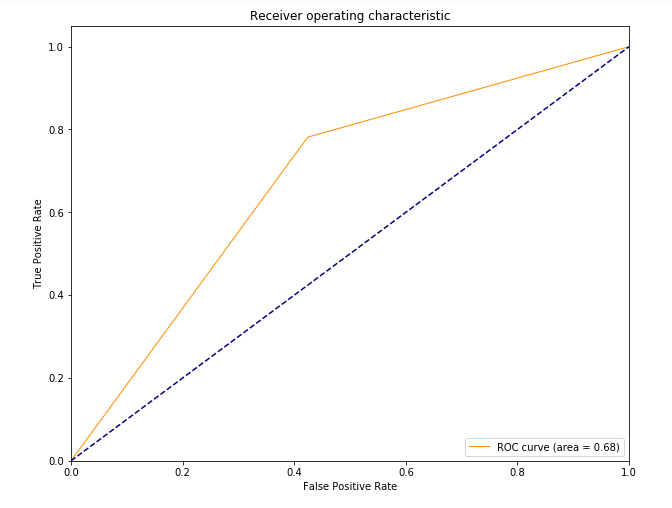 Receiver operating characteristic
True Positive Rate
1.0
0.8
0.6
0.4
0.2
0.0
0.0 0.2 0.4 0.6 0.8 1.0
False Positive Rate
ROC curve (area = 0.68)